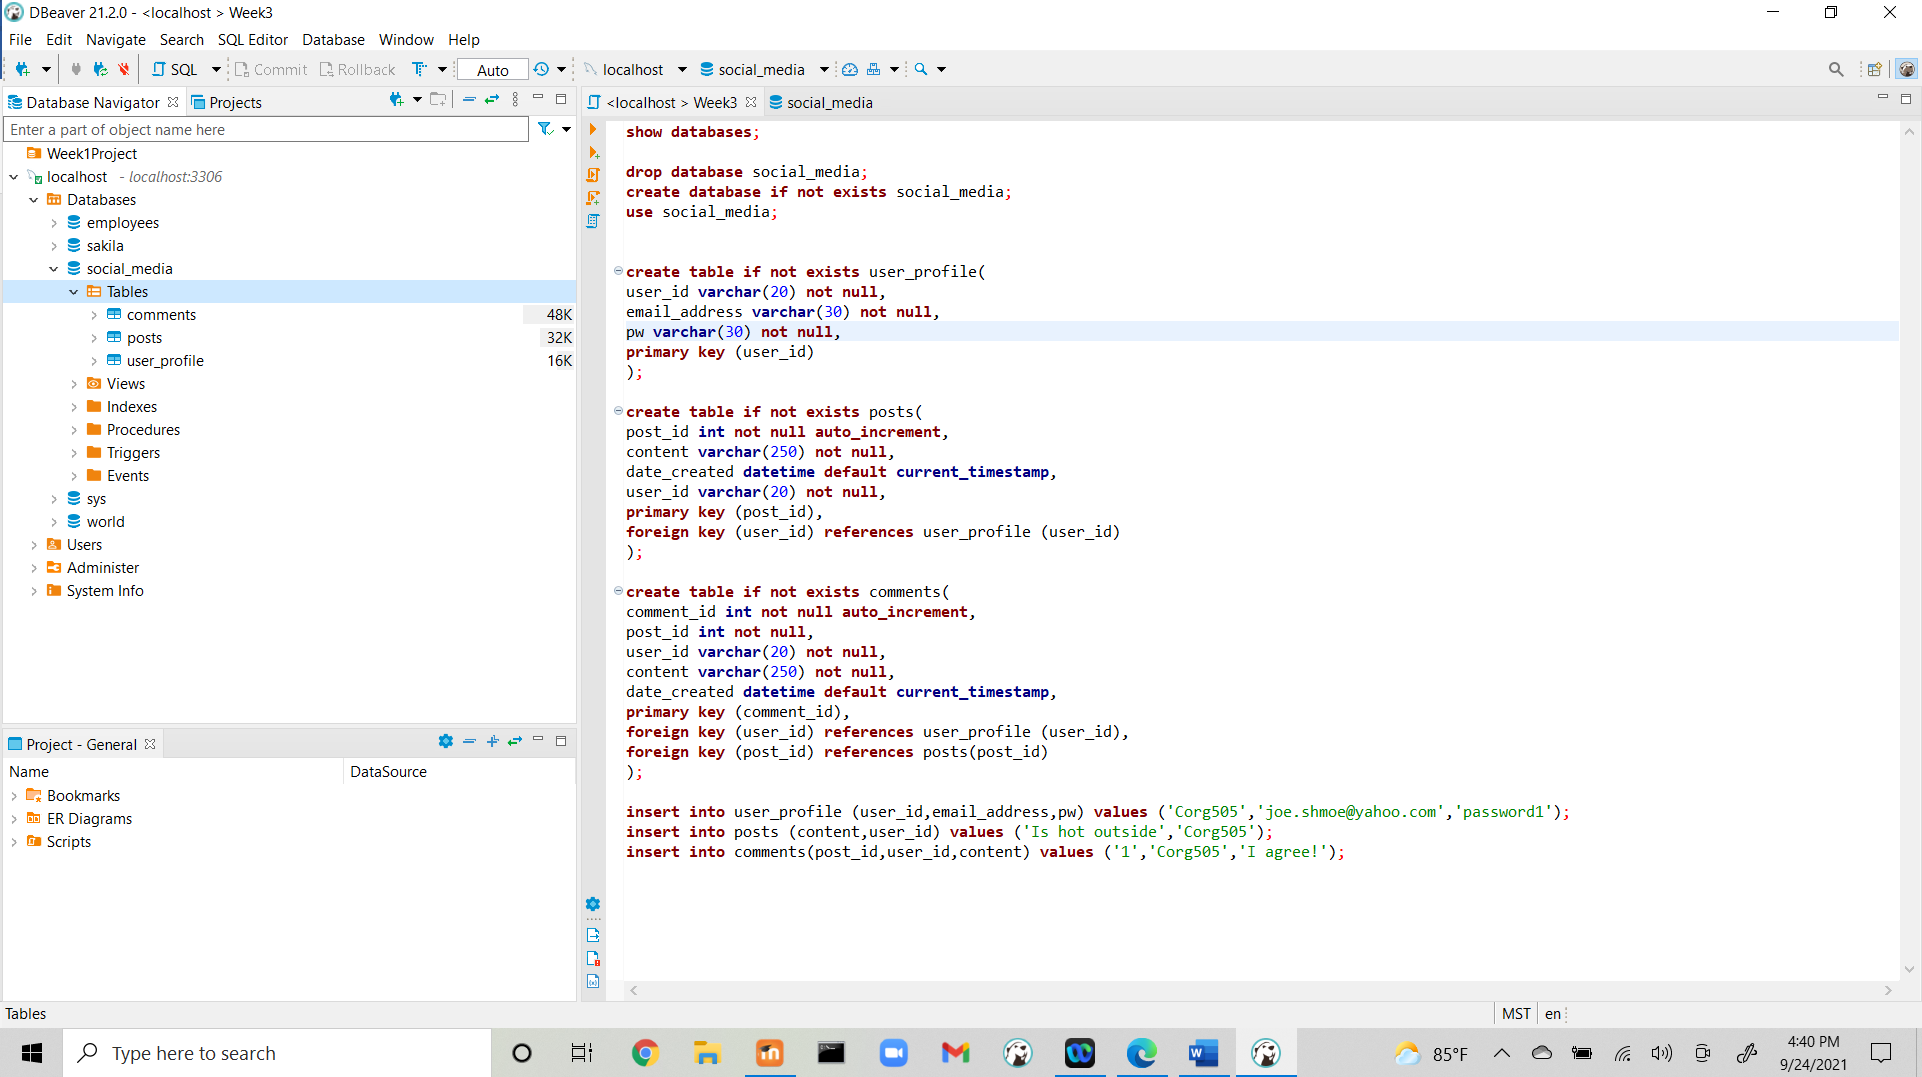 DBeaver 21.2.0 - <localhost > Week3
File Edit Navigate Search SQL Editor Database Window Help
SQL Commit Rollback Auto localhost social_media
Database Navigator Projects
<localhost > Week3 social_media
Enter a part of object name here
Week1Project
localhost - localhost:3306
Databases
employees
sakila
social_media
Tables
comments 48K
posts 32K
user_profile 16K
Views
Indexes
Procedures
Triggers
Events
sys
world
Users
Administer
System Info
Project - General
Name DataSource
Bookmarks
ER Diagrams
Scripts
show databases;
drop database social_media;
create database if not exists social_media;
use social_media;
create table if not exists user_profile(
user_id varchar(20) not null,
email_address varchar(30) not null,
pw varchar(30) not null,
primary key (user_id)
);
create table if not exists posts(
post_id int not null auto_increment,
content varchar(250) not null,
date_created datetime default current_timestamp,
user_id varchar(20) not null,
primary key (post_id),
foreign key (user_id) references user_profile (user_id)
);
create table if not exists comments(
comment_id int not null auto_increment,
post_id int not null,
user_id varchar(20) not null,
content varchar(250) not null,
date_created datetime default current_timestamp,
primary key (comment_id),
foreign key (user_id) references user_profile (user_id),
foreign key (post_id) references posts(post_id)
);
insert into user_profile (user_id,email_address,pw) values ('Corg505','joe.shmoe@yahoo.com','password1');
insert into posts (content,user_id) values ('Is hot outside','Corg505');
insert into comments(post_id,user_id,content) values ('1','Corg505','I agree!');
Tables MST en
Type here to search
85°F
4:40 PM
9/24/2021